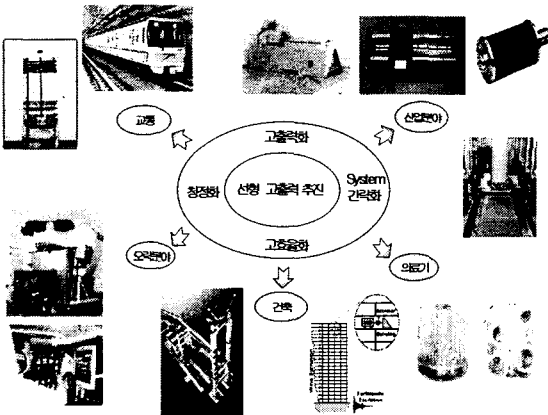 교통
산업분야
고출력화
청정화
선형 고출력 추진
System
간략화
고효율화
오락분야
의료기
건축